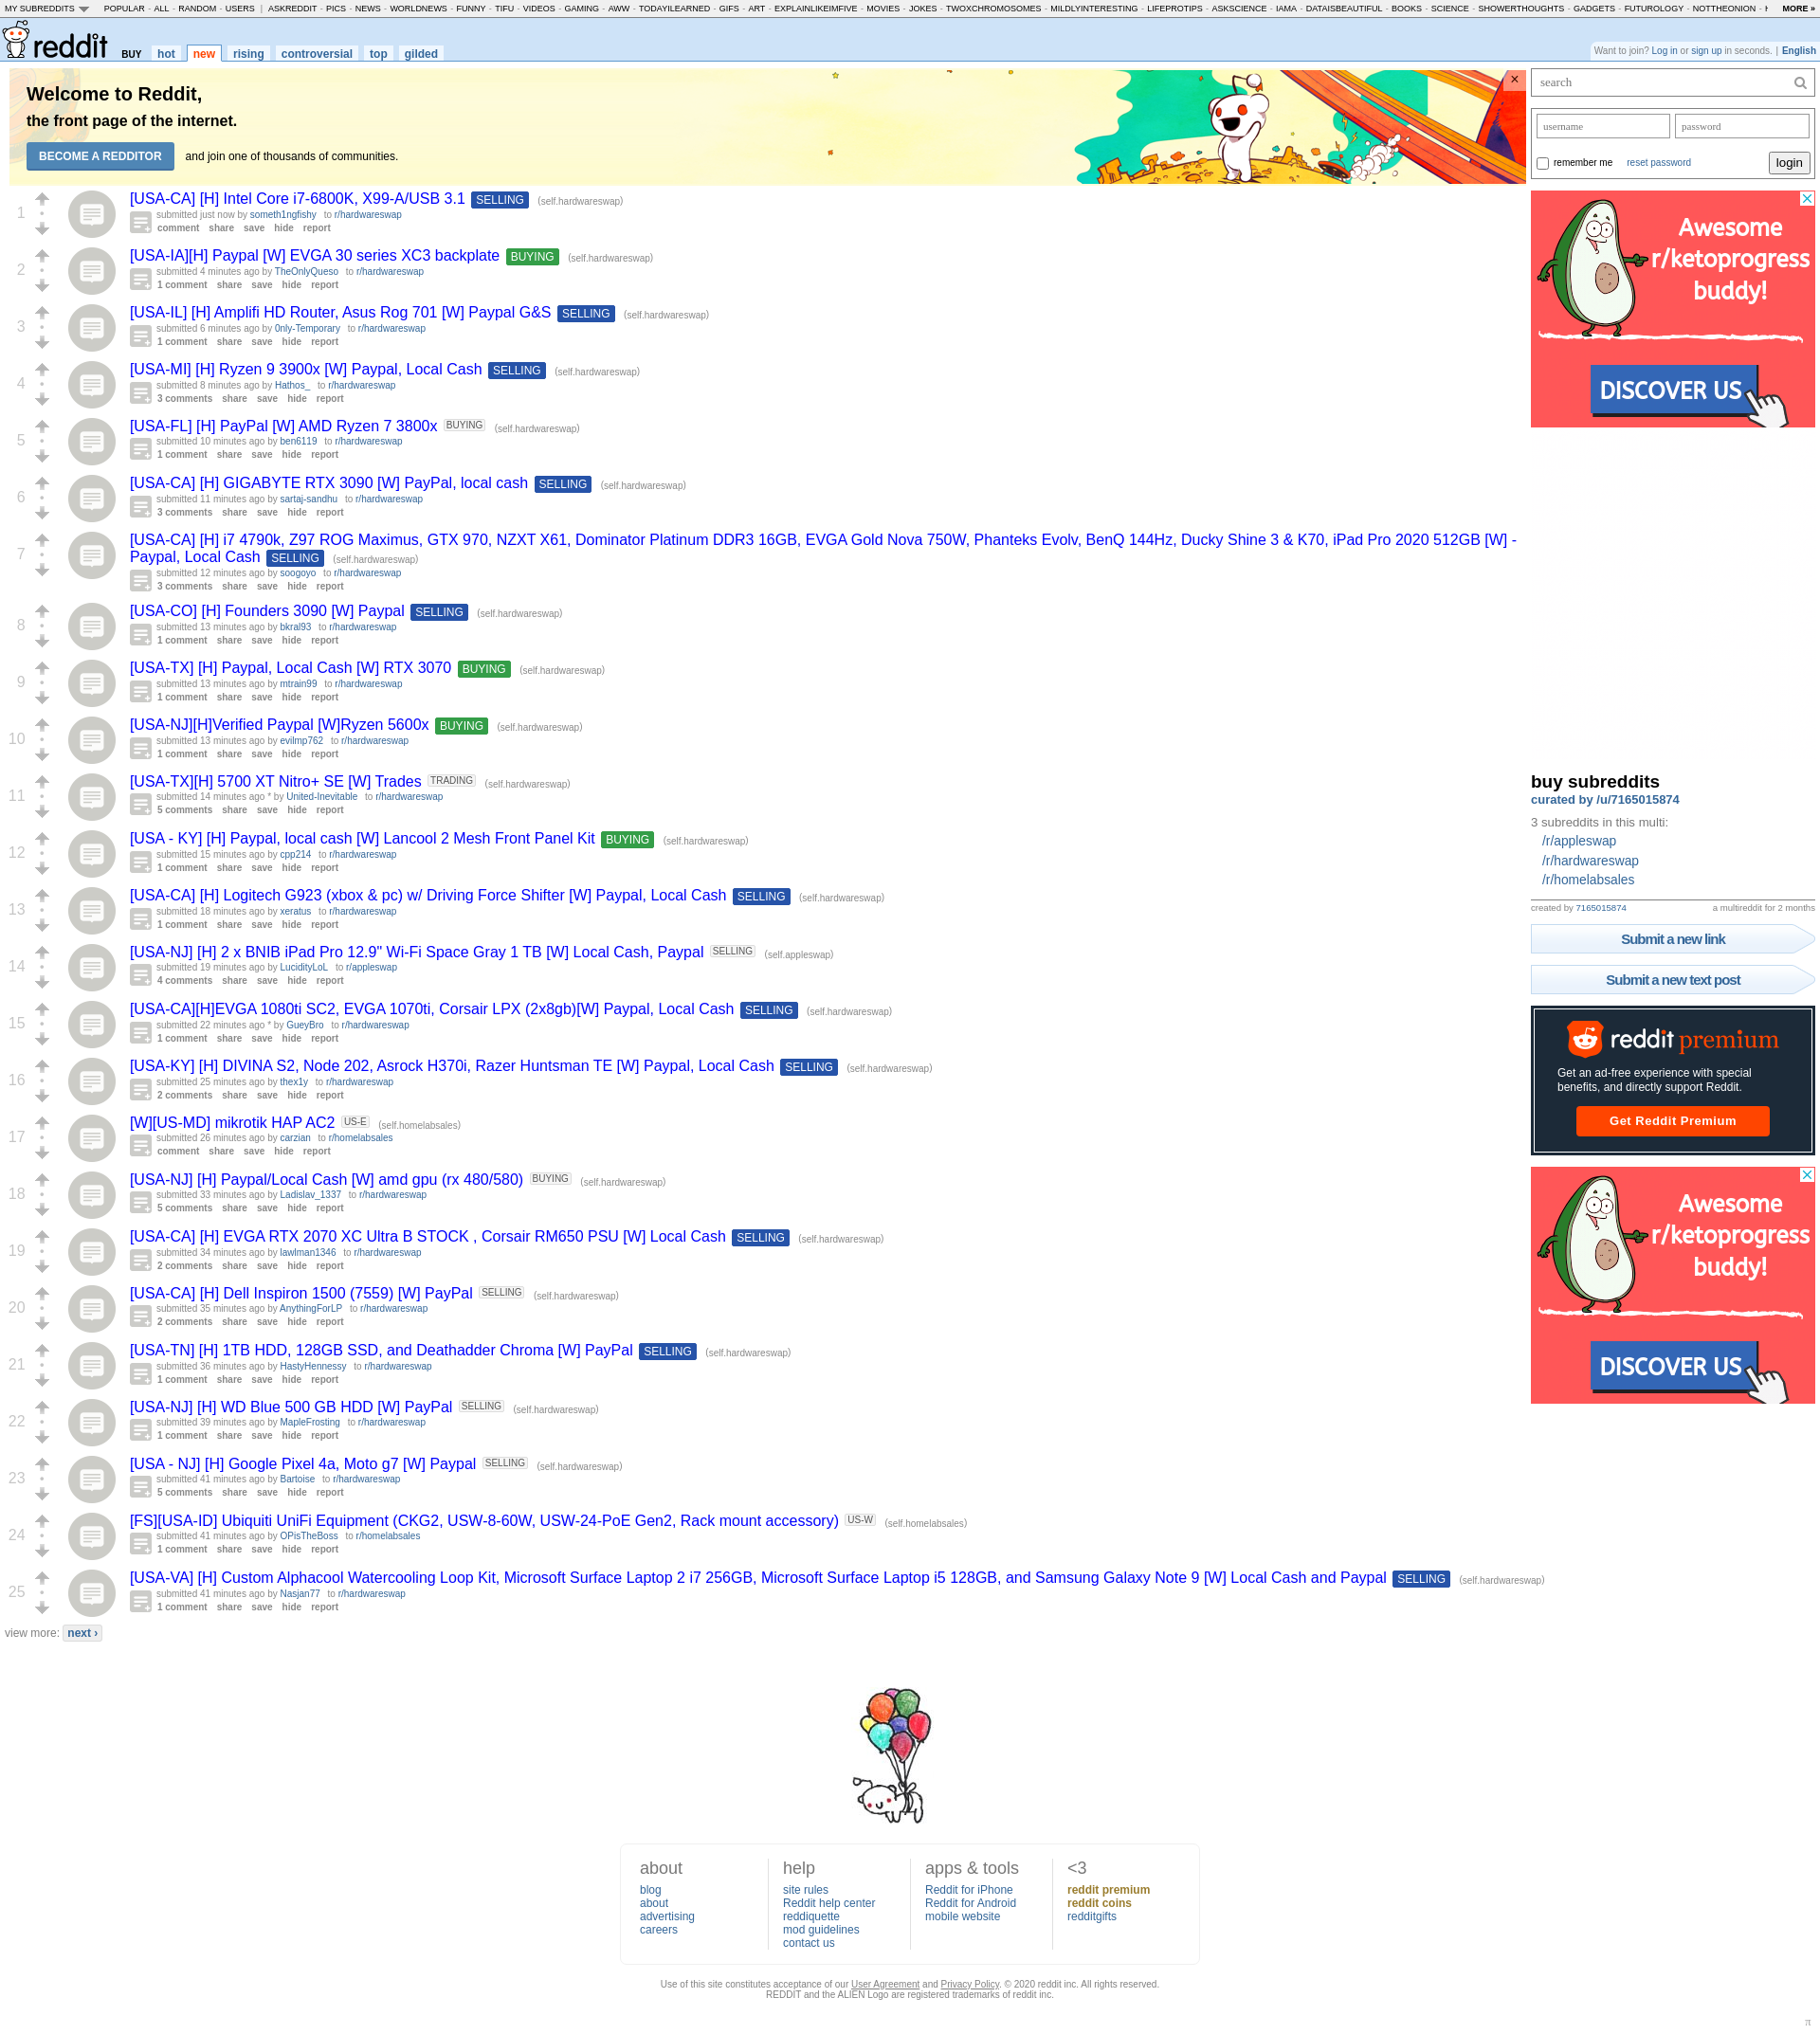 MY SUBREDDITS POPULAR - ALL - RANDOM - USERS | ASKREDDIT - PICS - NEWS - WORLDNEWS - FUNNY - TIFU - VIDEOS - GAMING - AWW - TODAYILEARNED - GIFS - ART - EXPLAINLIKEIMFIVE - MOVIES - JOKES - TWOXCHROMOSOMES - MILDLYINTERESTING - LIFEPROTIPS - ASKSCIENCE - IAMA - DATAISBEAUTIFUL - BOOKS - SCIENCE - SHOWERTHOUGHTS - GADGETS - FUTUROLOGY - NOTTHEONION - MORE »
reddit BUY hot new rising controversial top gilded
Want to join? Log in or sign up in seconds. | English
Welcome to Reddit,
the front page of the internet.
BECOME A REDDITOR and join one of thousands of communities.
×
search
username password
remember me reset password login
1
[USA-CA] [H] Intel Core i7-6800K, X99-A/USB 3.1 SELLING (self.hardwareswap)
submitted just now by someth1ngfishy to r/hardwareswap
comment share save hide report
2
[USA-IA][H] Paypal [W] EVGA 30 series XC3 backplate BUYING (self.hardwareswap)
submitted 4 minutes ago by TheOnlyQueso to r/hardwareswap
1 comment share save hide report
3
[USA-IL] [H] Amplifi HD Router, Asus Rog 701 [W] Paypal G&S SELLING (self.hardwareswap)
submitted 6 minutes ago by 0nly-Temporary to r/hardwareswap
1 comment share save hide report
4
[USA-MI] [H] Ryzen 9 3900x [W] Paypal, Local Cash SELLING (self.hardwareswap)
submitted 8 minutes ago by Hathos_ to r/hardwareswap
3 comments share save hide report
5
[USA-FL] [H] PayPal [W] AMD Ryzen 7 3800x BUYING (self.hardwareswap)
submitted 10 minutes ago by ben6119 to r/hardwareswap
1 comment share save hide report
6
[USA-CA] [H] GIGABYTE RTX 3090 [W] PayPal, local cash SELLING (self.hardwareswap)
submitted 11 minutes ago by sartaj-sandhu to r/hardwareswap
3 comments share save hide report
7
[USA-CA] [H] i7 4790k, Z97 ROG Maximus, GTX 970, NZXT X61, Dominator Platinum DDR3 16GB, EVGA Gold Nova 750W, Phanteks Evolv, BenQ 144Hz, Ducky Shine 3 & K70, iPad Pro 2020 512GB [W] -
Paypal, Local Cash SELLING (self.hardwareswap)
submitted 12 minutes ago by soogoyo to r/hardwareswap
3 comments share save hide report
8
[USA-CO] [H] Founders 3090 [W] Paypal SELLING (self.hardwareswap)
submitted 13 minutes ago by bkral93 to r/hardwareswap
1 comment share save hide report
9
[USA-TX] [H] Paypal, Local Cash [W] RTX 3070 BUYING (self.hardwareswap)
submitted 13 minutes ago by mtrain99 to r/hardwareswap
1 comment share save hide report
10
[USA-NJ][H]Verified Paypal [W]Ryzen 5600x BUYING (self.hardwareswap)
submitted 13 minutes ago by evilmp762 to r/hardwareswap
1 comment share save hide report
11
[USA-TX][H] 5700 XT Nitro+ SE [W] Trades TRADING (self.hardwareswap)
submitted 14 minutes ago * by United-Inevitable to r/hardwareswap
5 comments share save hide report
12
[USA - KY] [H] Paypal, local cash [W] Lancool 2 Mesh Front Panel Kit BUYING (self.hardwareswap)
submitted 15 minutes ago by cpp214 to r/hardwareswap
1 comment share save hide report
13
[USA-CA] [H] Logitech G923 (xbox & pc) w/ Driving Force Shifter [W] Paypal, Local Cash SELLING (self.hardwareswap)
submitted 18 minutes ago by xeratus to r/hardwareswap
1 comment share save hide report
14
[USA-NJ] [H] 2 x BNIB iPad Pro 12.9" Wi-Fi Space Gray 1 TB [W] Local Cash, Paypal SELLING (self.appleswap)
submitted 19 minutes ago by LucidityLoL to r/appleswap
4 comments share save hide report
15
[USA-CA][H]EVGA 1080ti SC2, EVGA 1070ti, Corsair LPX (2x8gb)[W] Paypal, Local Cash SELLING (self.hardwareswap)
submitted 22 minutes ago * by GueyBro to r/hardwareswap
1 comment share save hide report
16
[USA-KY] [H] DIVINA S2, Node 202, Asrock H370i, Razer Huntsman TE [W] Paypal, Local Cash SELLING (self.hardwareswap)
submitted 25 minutes ago by thex1y to r/hardwareswap
2 comments share save hide report
17
[W][US-MD] mikrotik HAP AC2 US-E (self.homelabsales)
submitted 26 minutes ago by carzian to r/homelabsales
comment share save hide report
18
[USA-NJ] [H] Paypal/Local Cash [W] amd gpu (rx 480/580) BUYING (self.hardwareswap)
submitted 33 minutes ago by Ladislav_1337 to r/hardwareswap
5 comments share save hide report
19
[USA-CA] [H] EVGA RTX 2070 XC Ultra B STOCK , Corsair RM650 PSU [W] Local Cash SELLING (self.hardwareswap)
submitted 34 minutes ago by lawlman1346 to r/hardwareswap
2 comments share save hide report
20
[USA-CA] [H] Dell Inspiron 1500 (7559) [W] PayPal SELLING (self.hardwareswap)
submitted 35 minutes ago by AnythingForLP to r/hardwareswap
2 comments share save hide report
21
[USA-TN] [H] 1TB HDD, 128GB SSD, and Deathadder Chroma [W] PayPal SELLING (self.hardwareswap)
submitted 36 minutes ago by HastyHennessy to r/hardwareswap
1 comment share save hide report
22
[USA-NJ] [H] WD Blue 500 GB HDD [W] PayPal SELLING (self.hardwareswap)
submitted 39 minutes ago by MapleFrosting to r/hardwareswap
1 comment share save hide report
23
[USA - NJ] [H] Google Pixel 4a, Moto g7 [W] Paypal SELLING (self.hardwareswap)
submitted 41 minutes ago by Bartoise to r/hardwareswap
5 comments share save hide report
24
[FS][USA-ID] Ubiquiti UniFi Equipment (CKG2, USW-8-60W, USW-24-PoE Gen2, Rack mount accessory) US-W (self.homelabsales)
submitted 41 minutes ago by OPisTheBoss to r/homelabsales
1 comment share save hide report
25
[USA-VA] [H] Custom Alphacool Watercooling Loop Kit, Microsoft Surface Laptop 2 i7 256GB, Microsoft Surface Laptop i5 128GB, and Samsung Galaxy Note 9 [W] Local Cash and Paypal SELLING (self.hardwareswap)
submitted 41 minutes ago by Nasjan77 to r/hardwareswap
1 comment share save hide report
view more: next ›
Awesome
r/ketoprogress
buddy!
DISCOVER US
buy subreddits
curated by /u/7165015874
3 subreddits in this multi:
/r/appleswap
/r/hardwareswap
/r/homelabsales
created by 7165015874 a multireddit for 2 months
Submit a new link
Submit a new text post
reddit premium
Get an ad-free experience with special
benefits, and directly support Reddit.
Get Reddit Premium
Awesome
r/ketoprogress
buddy!
DISCOVER US
about
blog
about
advertising
careers
help
site rules
Reddit help center
reddiquette
mod guidelines
contact us
apps & tools
Reddit for iPhone
Reddit for Android
mobile website
<3
reddit premium
reddit coins
redditgifts
Use of this site constitutes acceptance of our User Agreement and Privacy Policy. © 2020 reddit inc. All rights reserved.
REDDIT and the ALIEN Logo are registered trademarks of reddit inc.
π